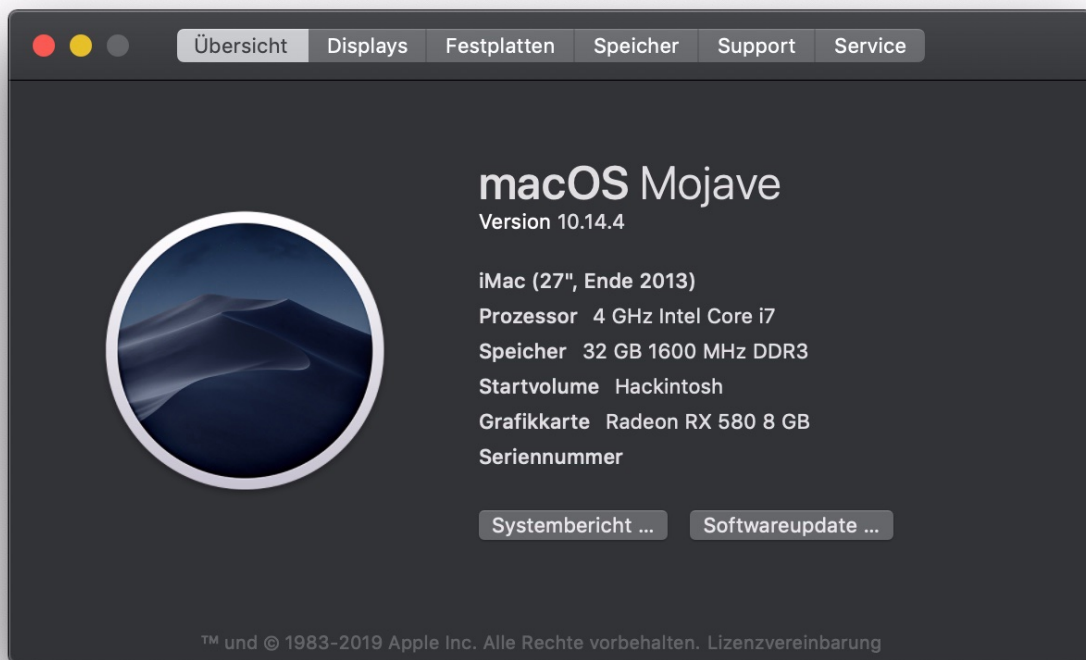 Übersicht Displays Festplatten Speicher Support Service
macOS Mojave
Version 10.14.4
iMac (27", Ende 2013)
Prozessor 4 GHz Intel Core i7
Speicher 32 GB 1600 MHz DDR3
Startvolume Hackintosh
Grafikkarte Radeon RX 580 8 GB
Seriennummer
Systembericht ... Softwareupdate ...
™ und © 1983-2019 Apple Inc. Alle Rechte vorbehalten. Lizenzvereinbarung